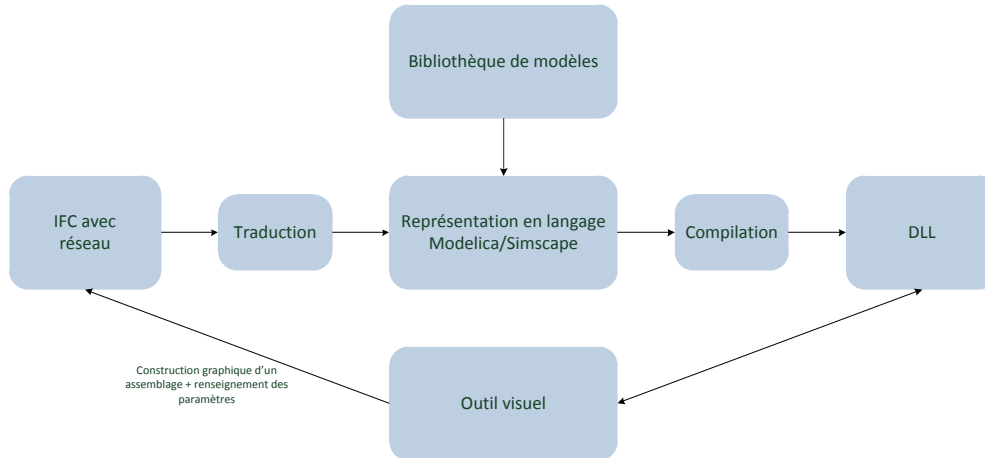 Bibliothèque de modèles
IFC avec
réseau
Traduction
Représentation en langage
Modelica/Simscape
Compilation
DLL
Construction graphique d'un
assemblage + renseignement des
paramètres
Outil visuel